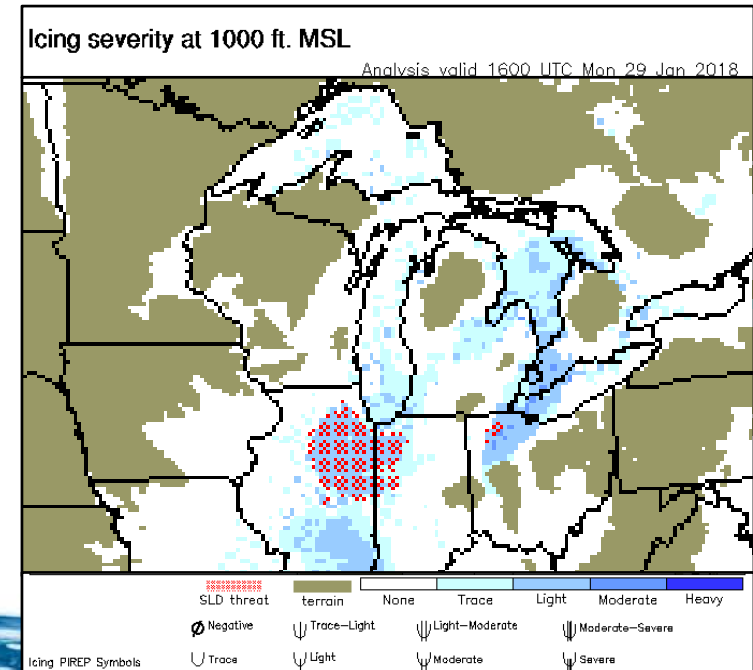 Icing severity at 1000 ft. MSL
Analysis valid 1600 UTC Mon 29 Jan 2018
SLD threat terrain None Trace Light Moderate Heavy
Negative Trace-Light Light-Moderate Moderate-Severe
Icing PIREP Symbols Trace Light Moderate Severe